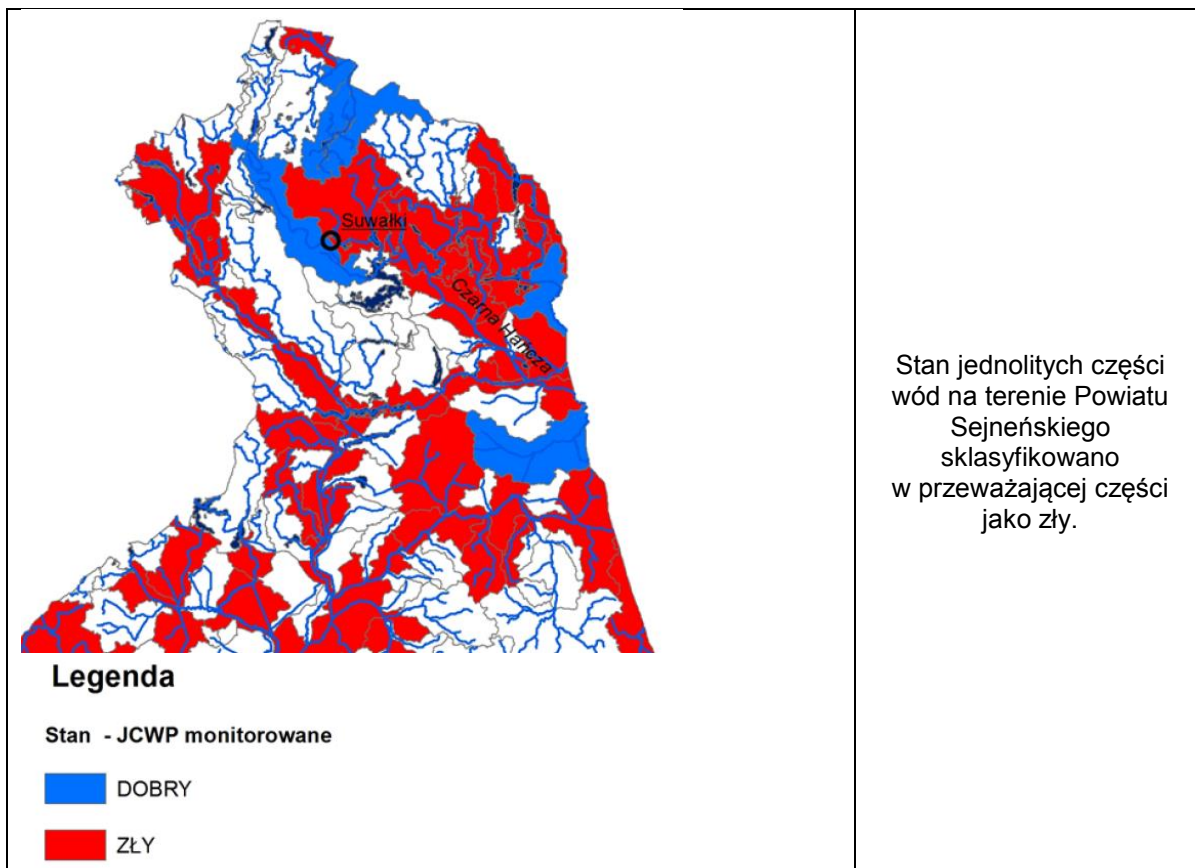 Suwałki
Czarna Hańcza
Stan jednolitych części
wód na terenie Powiatu
Sejneńskiego
sklasyfikowano
w przeważającej części
jako zły.
Legenda
Stan - JCWP monitorowane
DOBRY
ZŁY